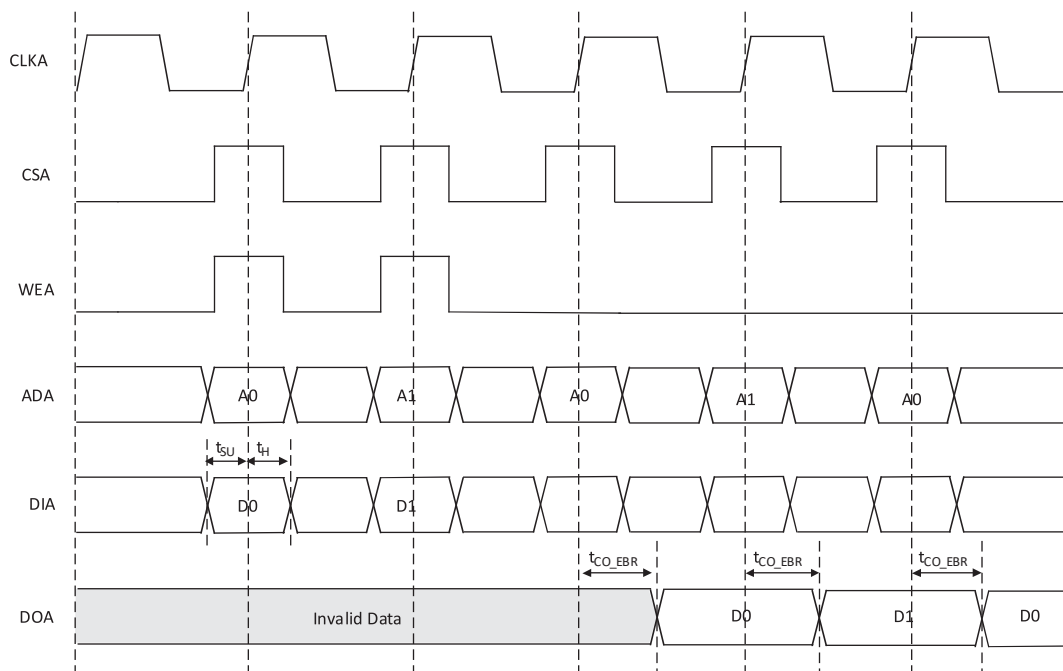 CLKA
CSA
WEA
ADA A0 A1 A0 A1 A0
tSU tH
DIA D0 D1
tCO_EBR tCO_EBR tCO_EBR
DOA Invalid Data D0 D1 D0